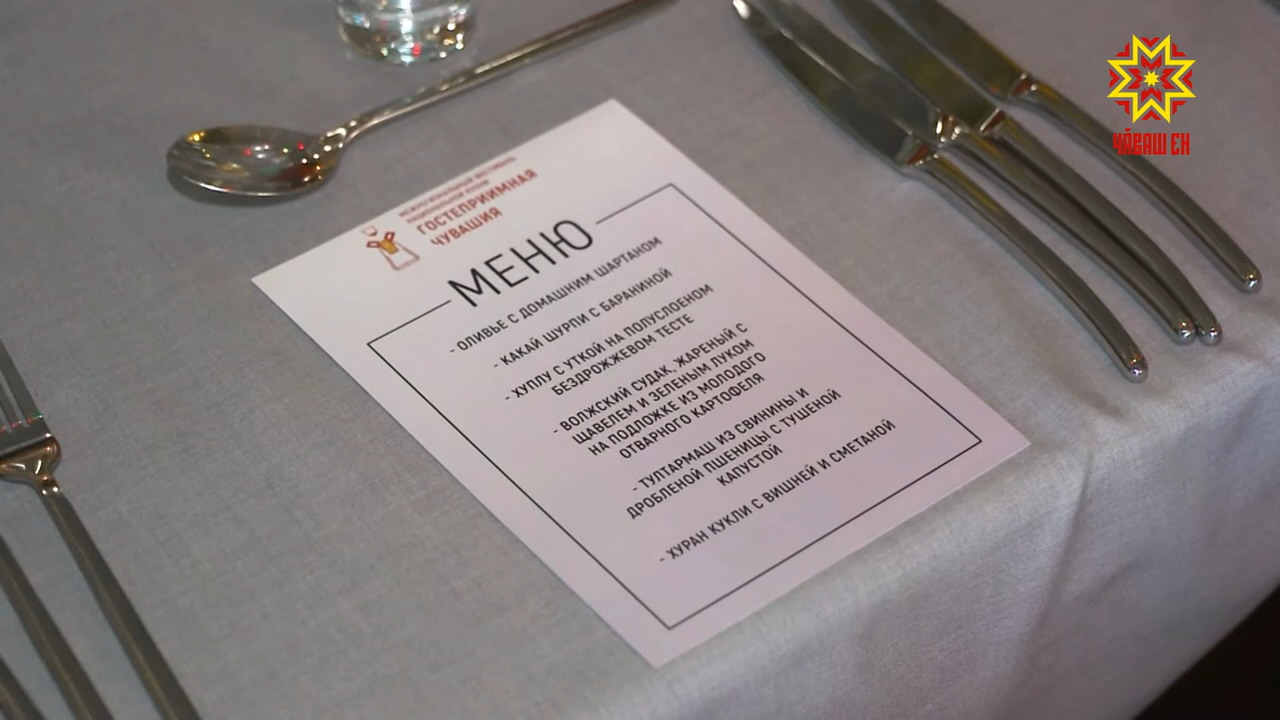 ЧӐВАШ ЕН
МЕЖРЕГИОНАЛЬНЫЙ ФЕСТИВАЛЬ
НАЦИОНАЛЬНОЙ КУХНИ
ГОСТЕПРИИМНАЯ
ЧУВАШИЯ
МЕНЮ
- ОЛИВЬЕ С ДОМАШНИМ ШАРТАНОМ
- КАКАЙ ШУРПИ С БАРАНИНОЙ
- ХУПЛУ С УТКОЙ НА ПОЛУСЛОЕНОМ
БЕЗДРОЖЖЕВОМ ТЕСТЕ
- ВОЛЖСКИЙ СУДАК, ЖАРЕНЫЙ С
ЩАВЕЛЕМ И ЗЕЛЕНЫМ ЛУКОМ
НА ПОДЛОЖКЕ ИЗ МОЛОДОГО
ОТВАРНОГО КАРТОФЕЛЯ
- ТУЛТАРМАШ ИЗ СВИНИНЫ И
ДРОБЛЕНОЙ ПШЕНИЦЫ С ТУШЕНОЙ
КАПУСТОЙ
- ХУРАН КУКЛИ С ВИШНЕЙ И СМЕТАНОЙ